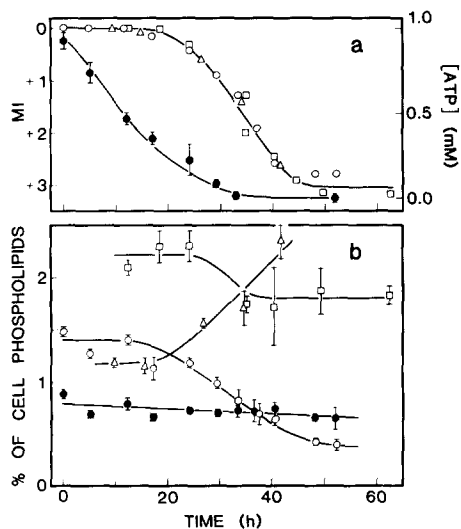 a
MI
0
+ 1
+ 2
+ 3
1.0
0.5
0.0
[ATP] (mM)
b
% OF CELL PHOSPHOLIPIDS
2
1
0
0 20 40 60
TIME (h)